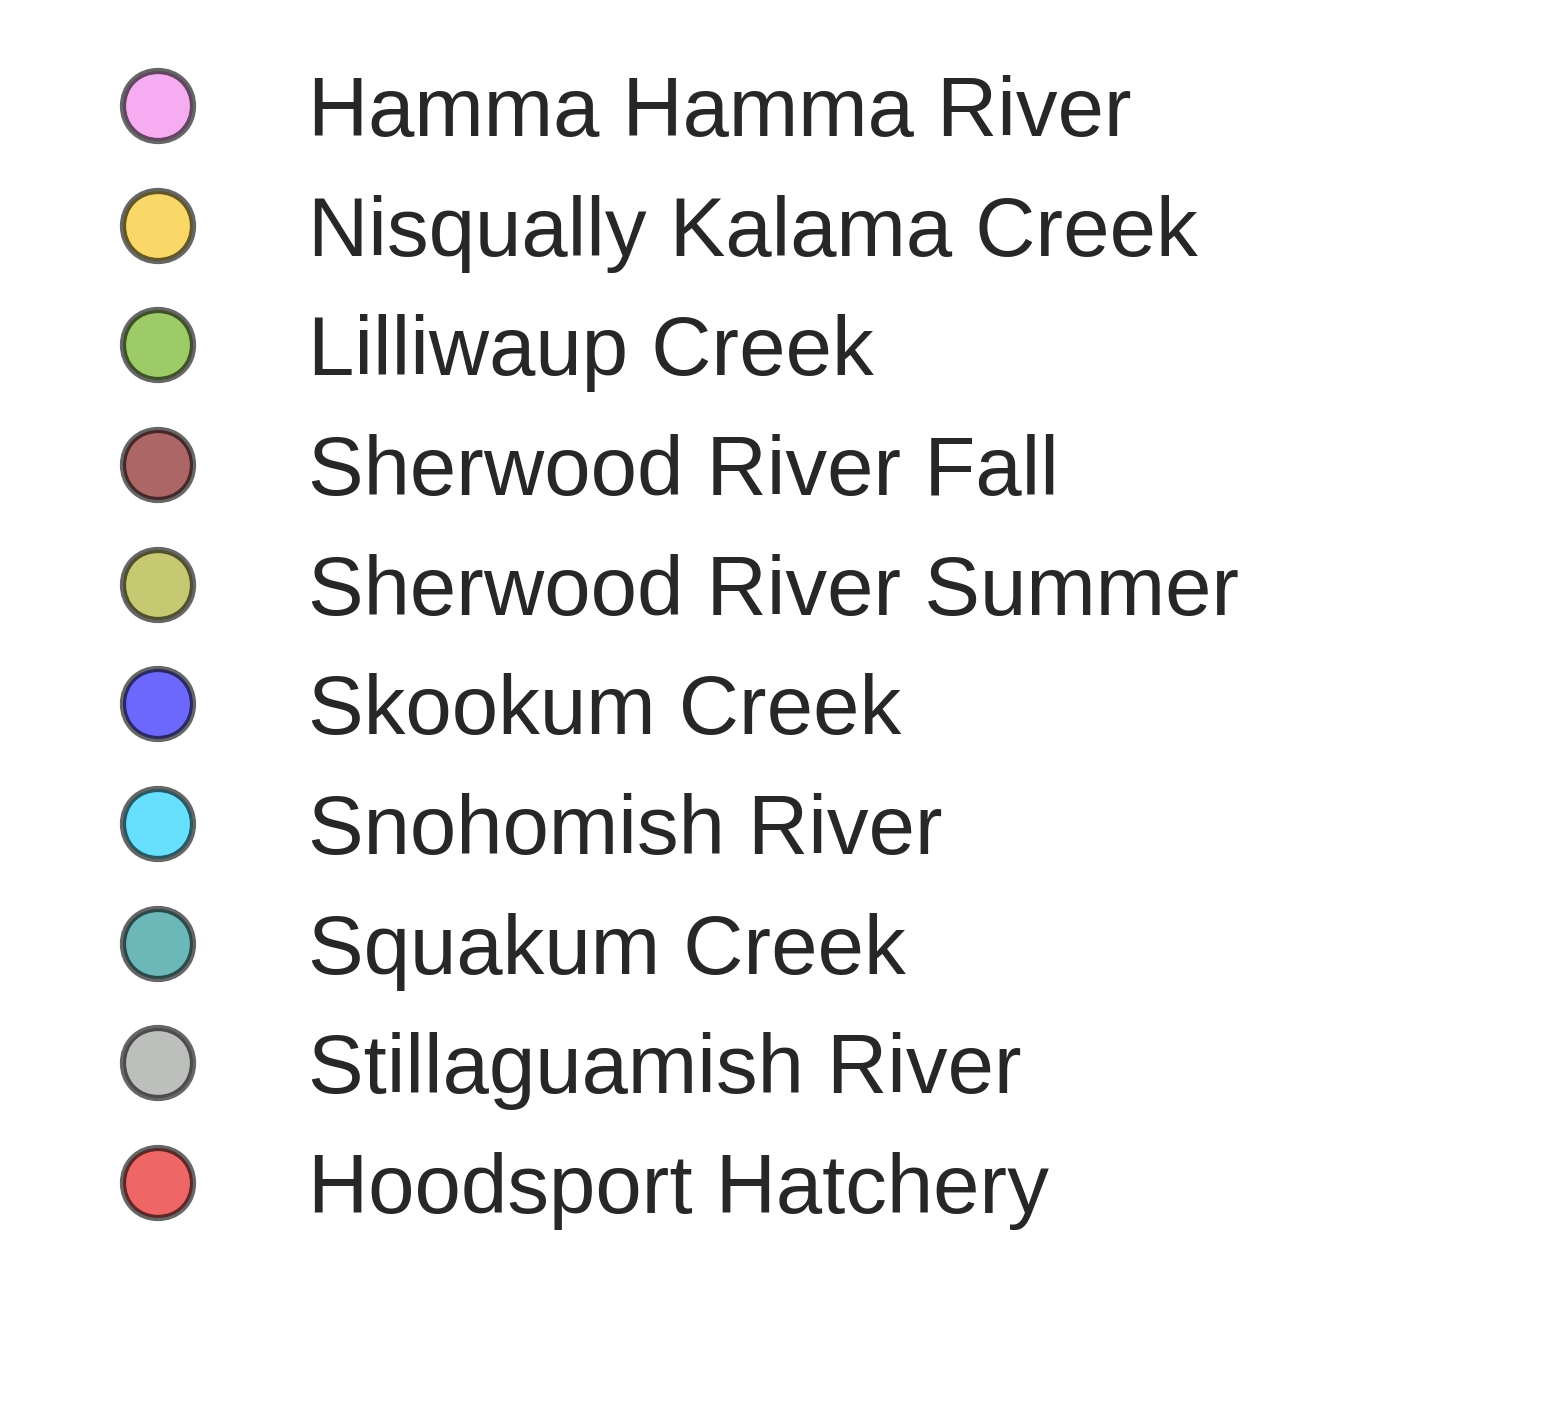 Hamma Hamma River
Nisqually Kalama Creek
Lilliwaup Creek
Sherwood River Fall
Sherwood River Summer
Skookum Creek
Snohomish River
Squakum Creek
Stillaguamish River
Hoodsport Hatchery